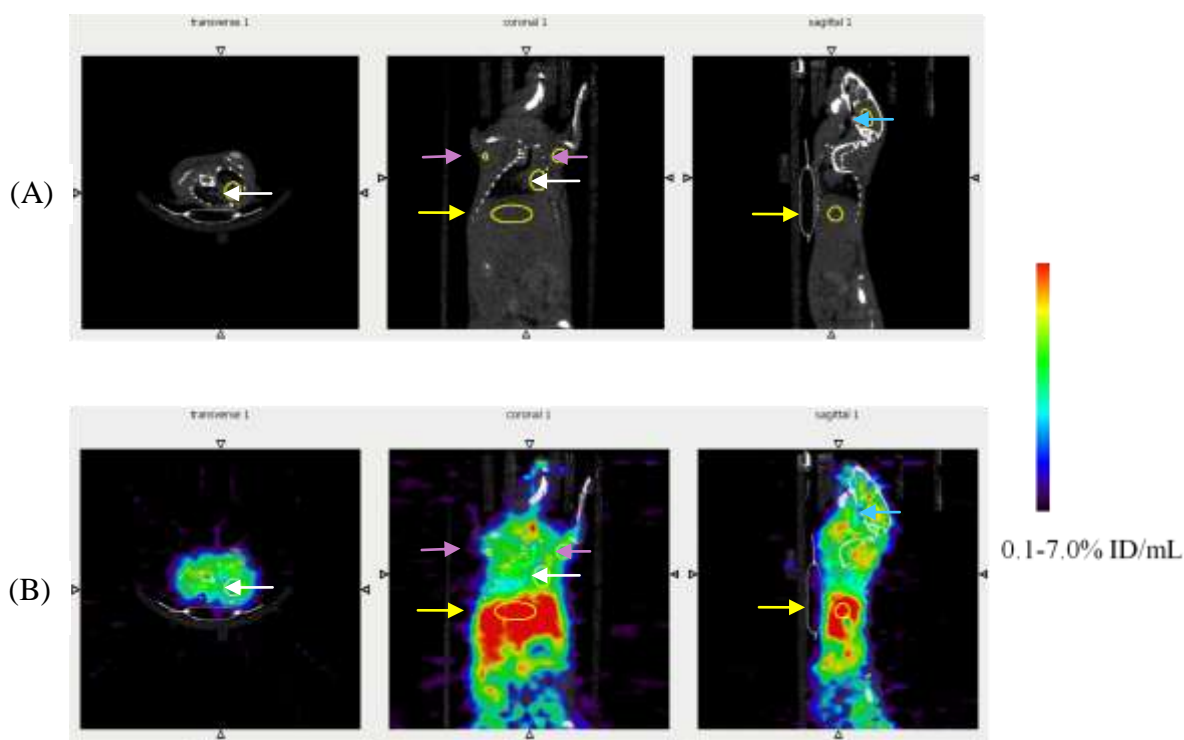 transverse 1 coronal 1 sagittal 1
(A)
transverse 1 coronal 1 sagittal 1
(B)
0.1-7.0% ID/mL